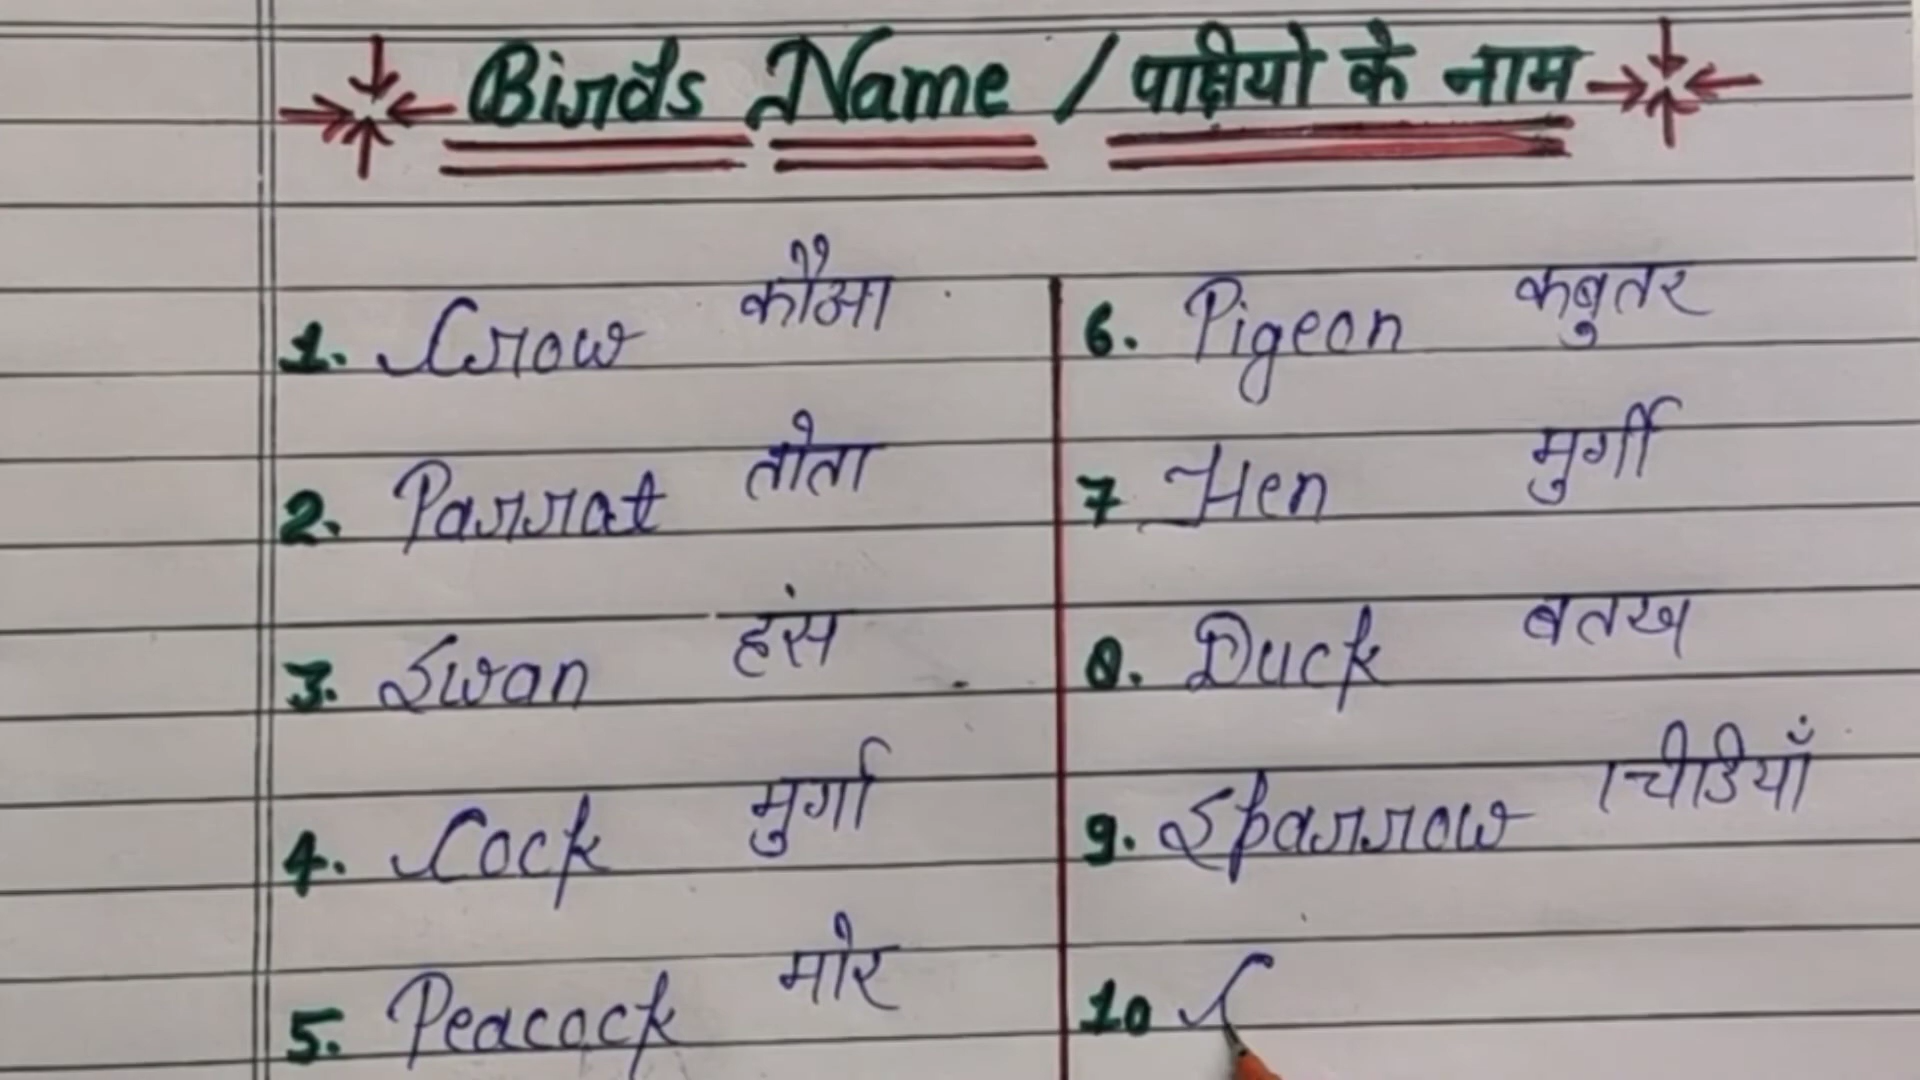 Birds Name / पाक्षियो के नाम
1. Crow कौआ
2. Parrat तोता
3. Swan हंस
4. Cock मुर्गा
5. Peacock मोर
6. Pigeon कबुतर
7 Hen मुर्गी
8. Duck बतख
9. Sparrow चिडियाँ
10